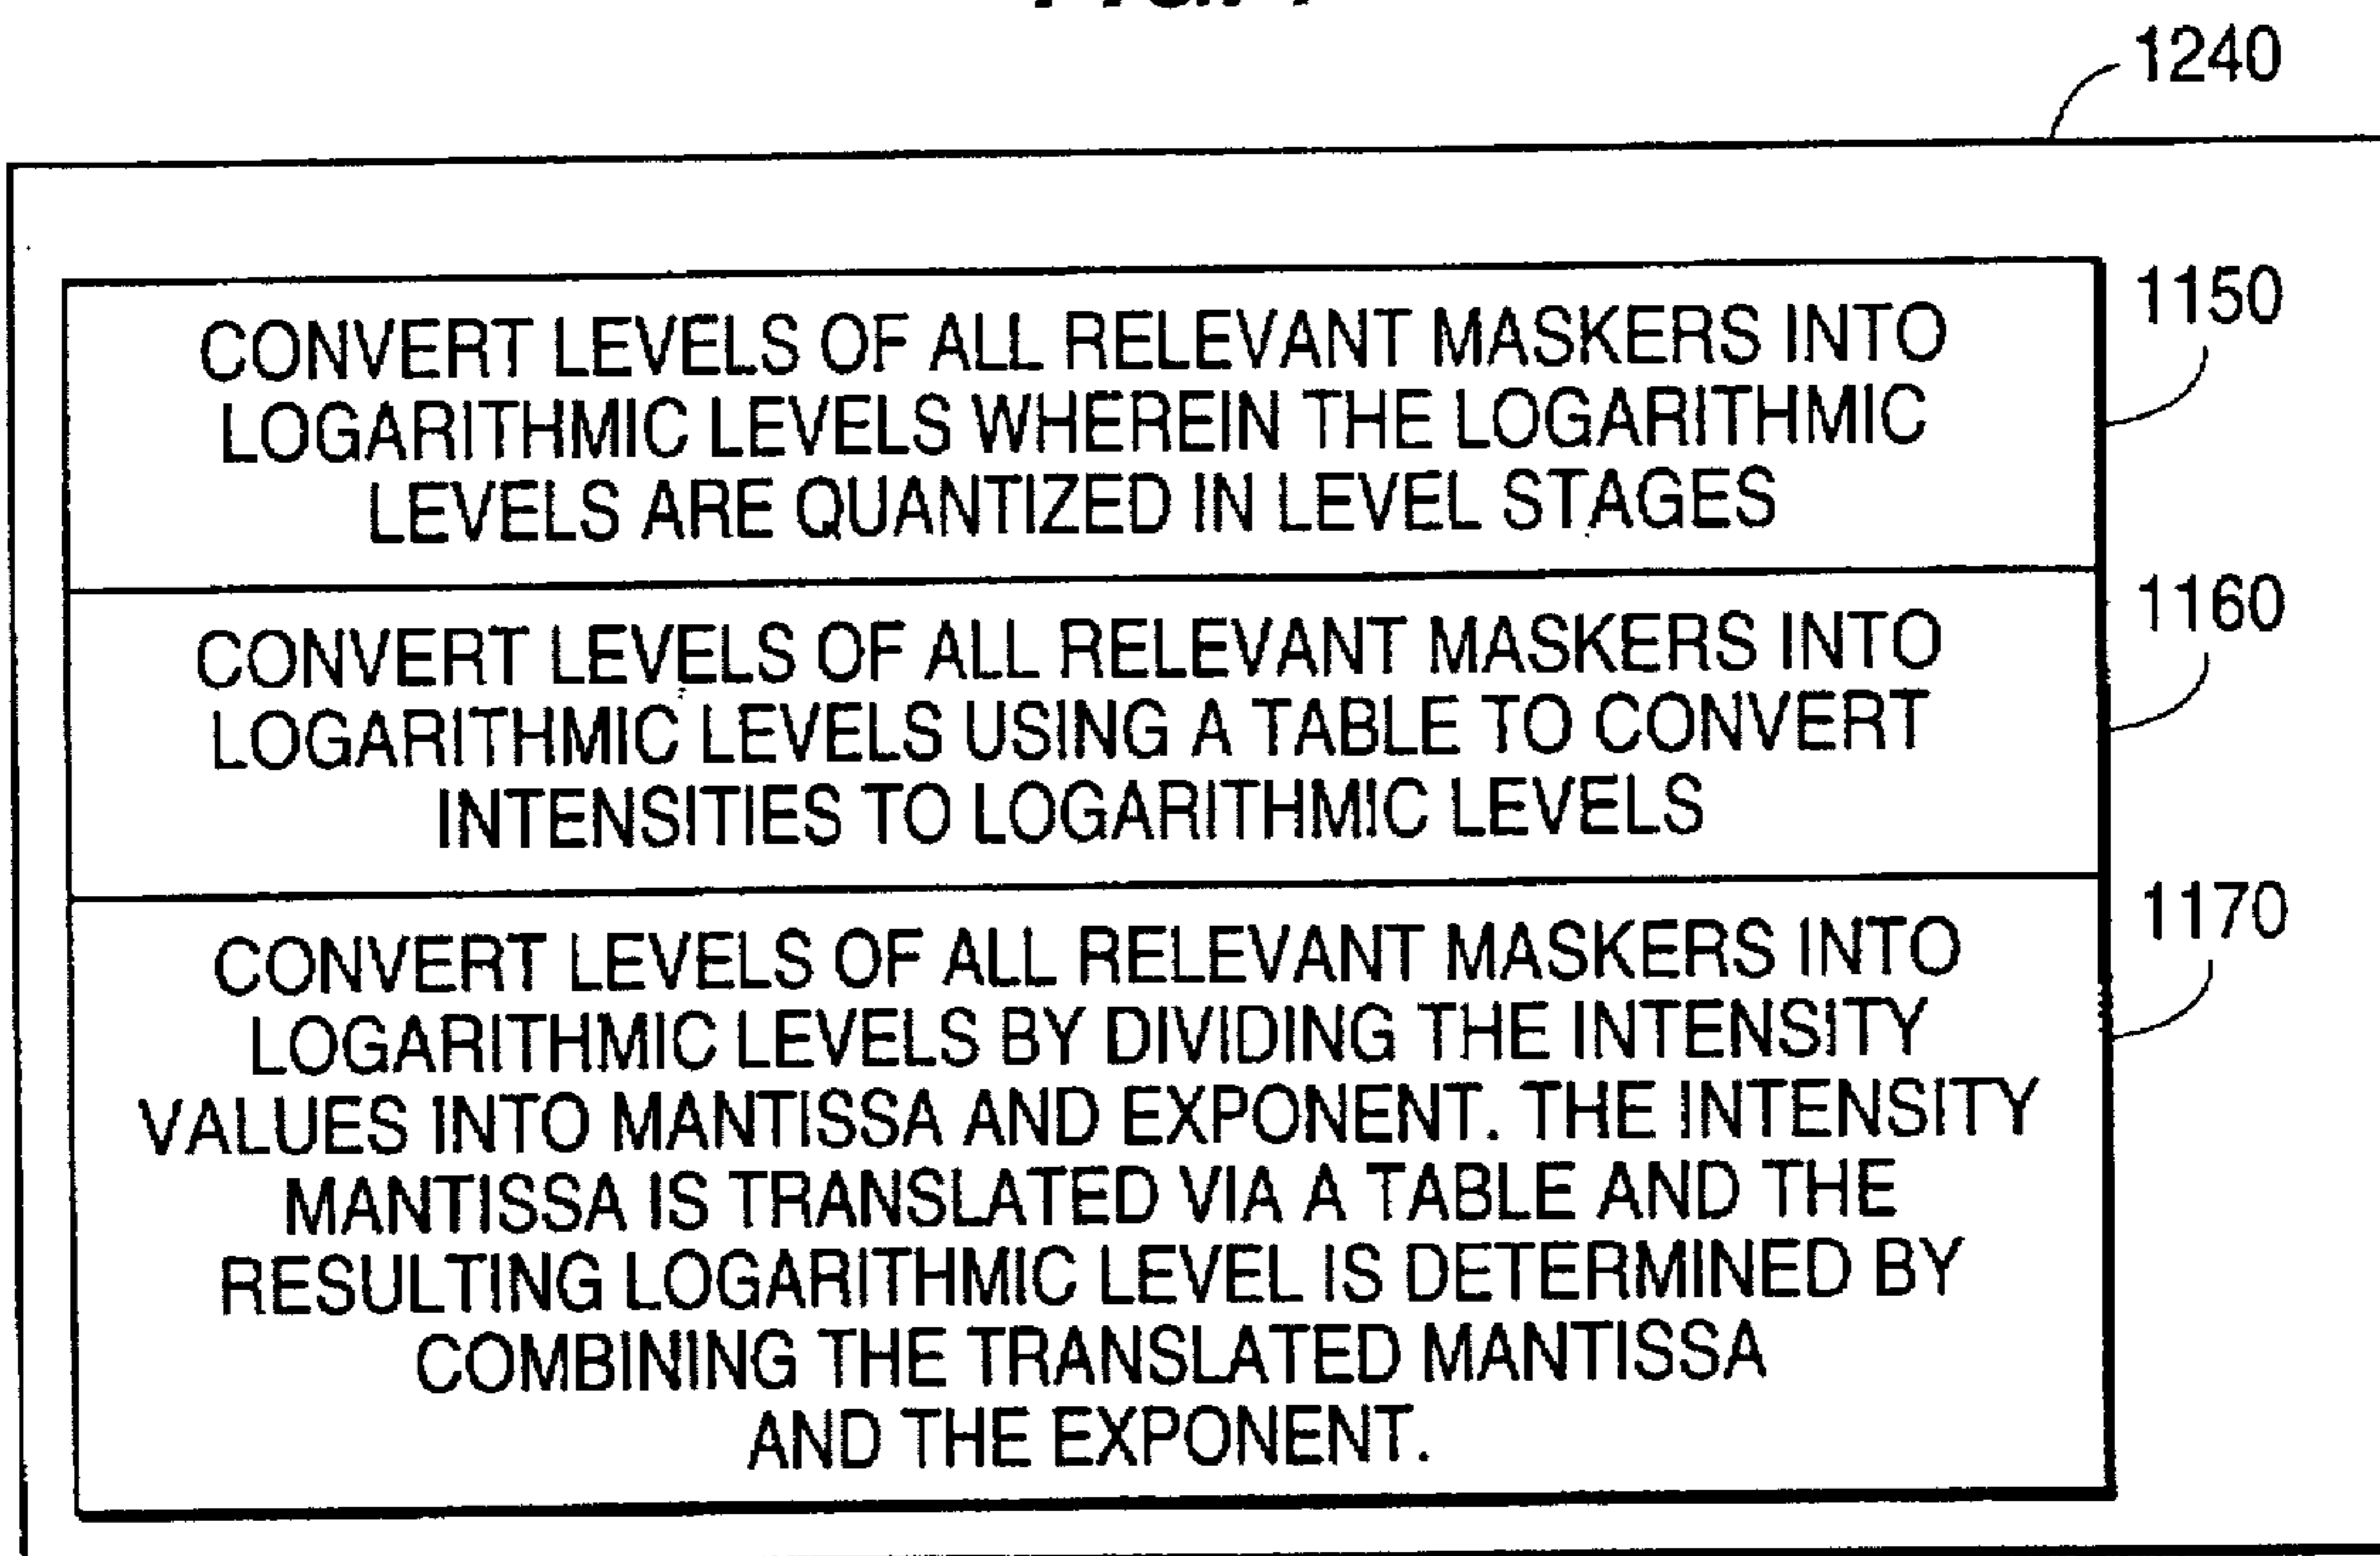 1240
1150
CONVERT LEVELS OF ALL RELEVANT MASKERS INTO
LOGARITHMIC LEVELS WHEREIN THE LOGARITHMIC
LEVELS ARE QUANTIZED IN LEVEL STAGES
1160
CONVERT LEVELS OF ALL RELEVANT MASKERS INTO
LOGARITHMIC LEVELS USING A TABLE TO CONVERT
INTENSITIES TO LOGARITHMIC LEVELS
1170
CONVERT LEVELS OF ALL RELEVANT MASKERS INTO
LOGARITHMIC LEVELS BY DIVIDING THE INTENSITY
VALUES INTO MANTISSA AND EXPONENT. THE INTENSITY
MANTISSA IS TRANSLATED VIA A TABLE AND THE
RESULTING LOGARITHMIC LEVEL IS DETERMINED BY
COMBINING THE TRANSLATED MANTISSA
AND THE EXPONENT.